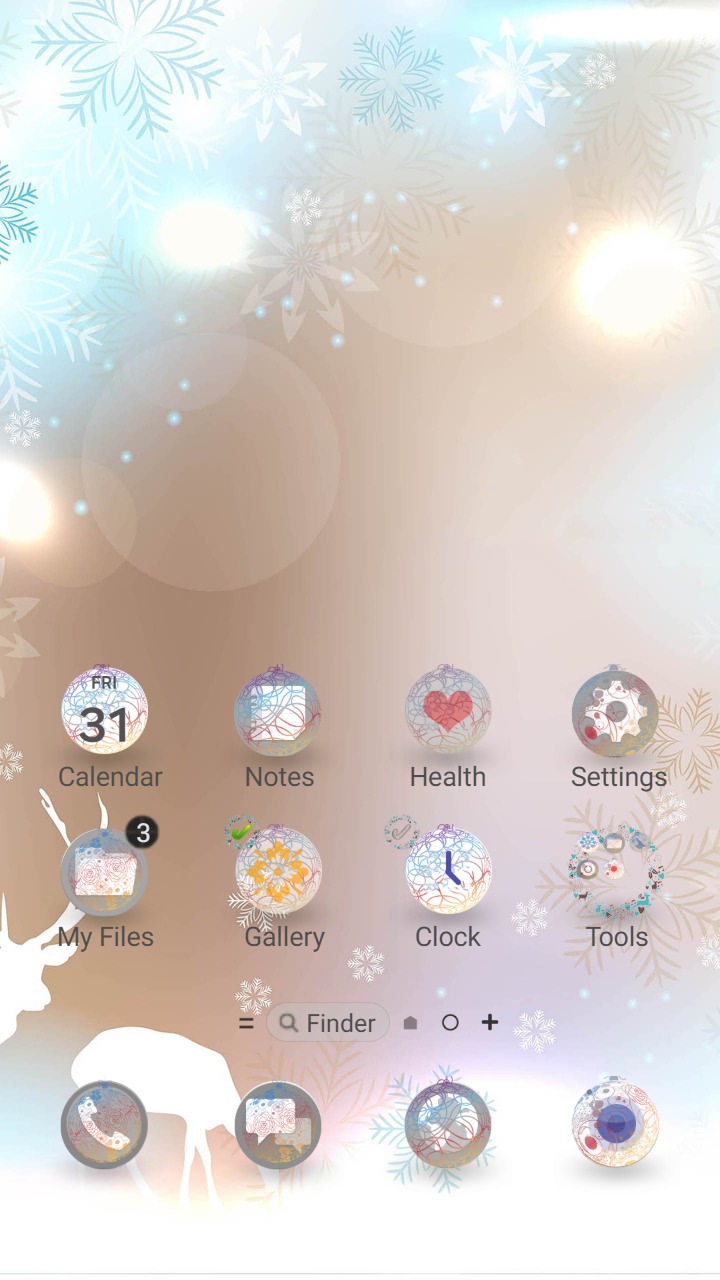 FRI
31
Calendar
Notes
Health
Settings
3
My Files
Gallery
Clock
Tools
Finder